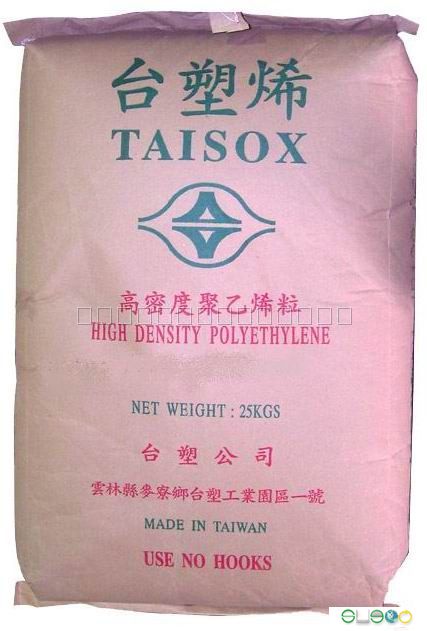 台塑烯
TAISOX
高密度聚乙烯粒
HIGH DENSITY POLYETHYLENE
NET WEIGHT : 25KGS
台塑公司
雲林縣麥寮鄉台塑工業園區一號
MADE IN TAIWAN
USE NO HOOKS